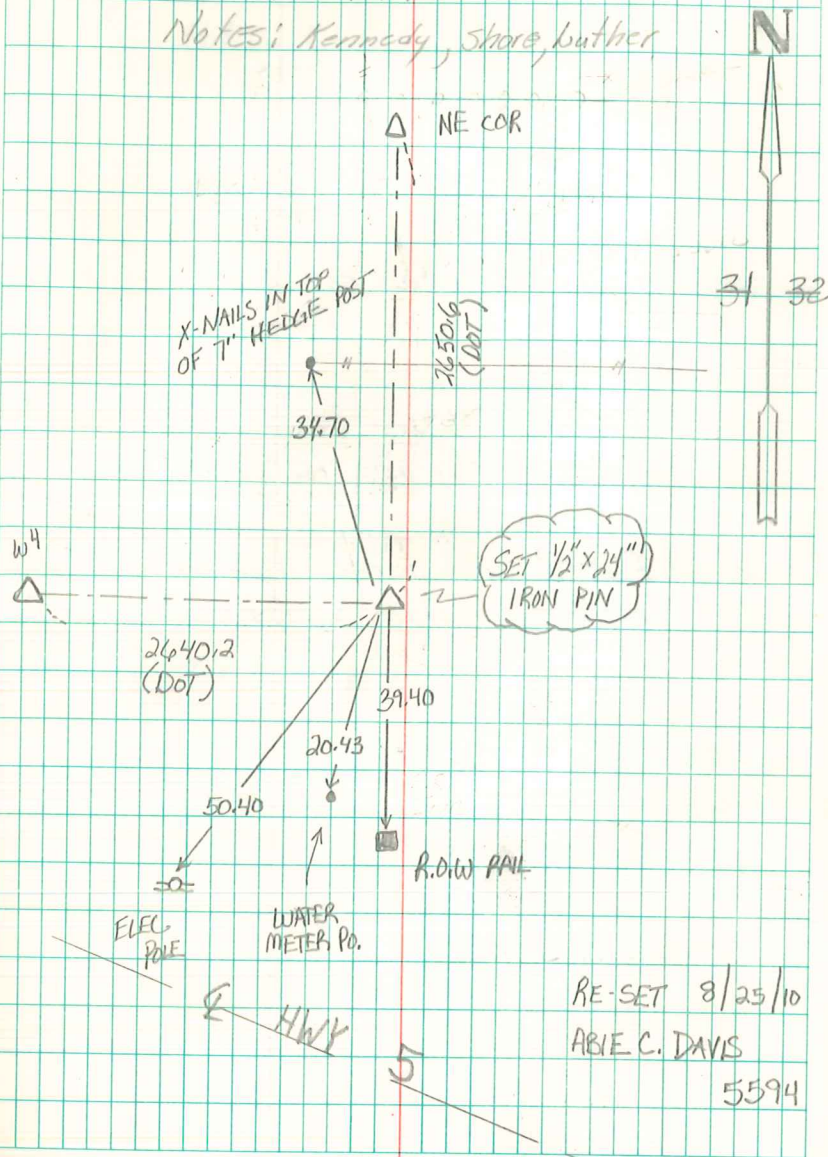 Notes: Kennedy, Shore, Luther
N
NE COR
31 32
X-NAILS IN TOP
OF 7" HEDGE POST
2650.6
(DOT)
34.70
W4
SET 1/2" X 24"
IRON PIN
2640.2
(DOT)
39.40
20.43
50.40
R.O.W RAIL
ELEC
POLE
WATER
METER PO.
℄ HWY 5
RE-SET 8/25/10
ABIE C. DAVIS
5594